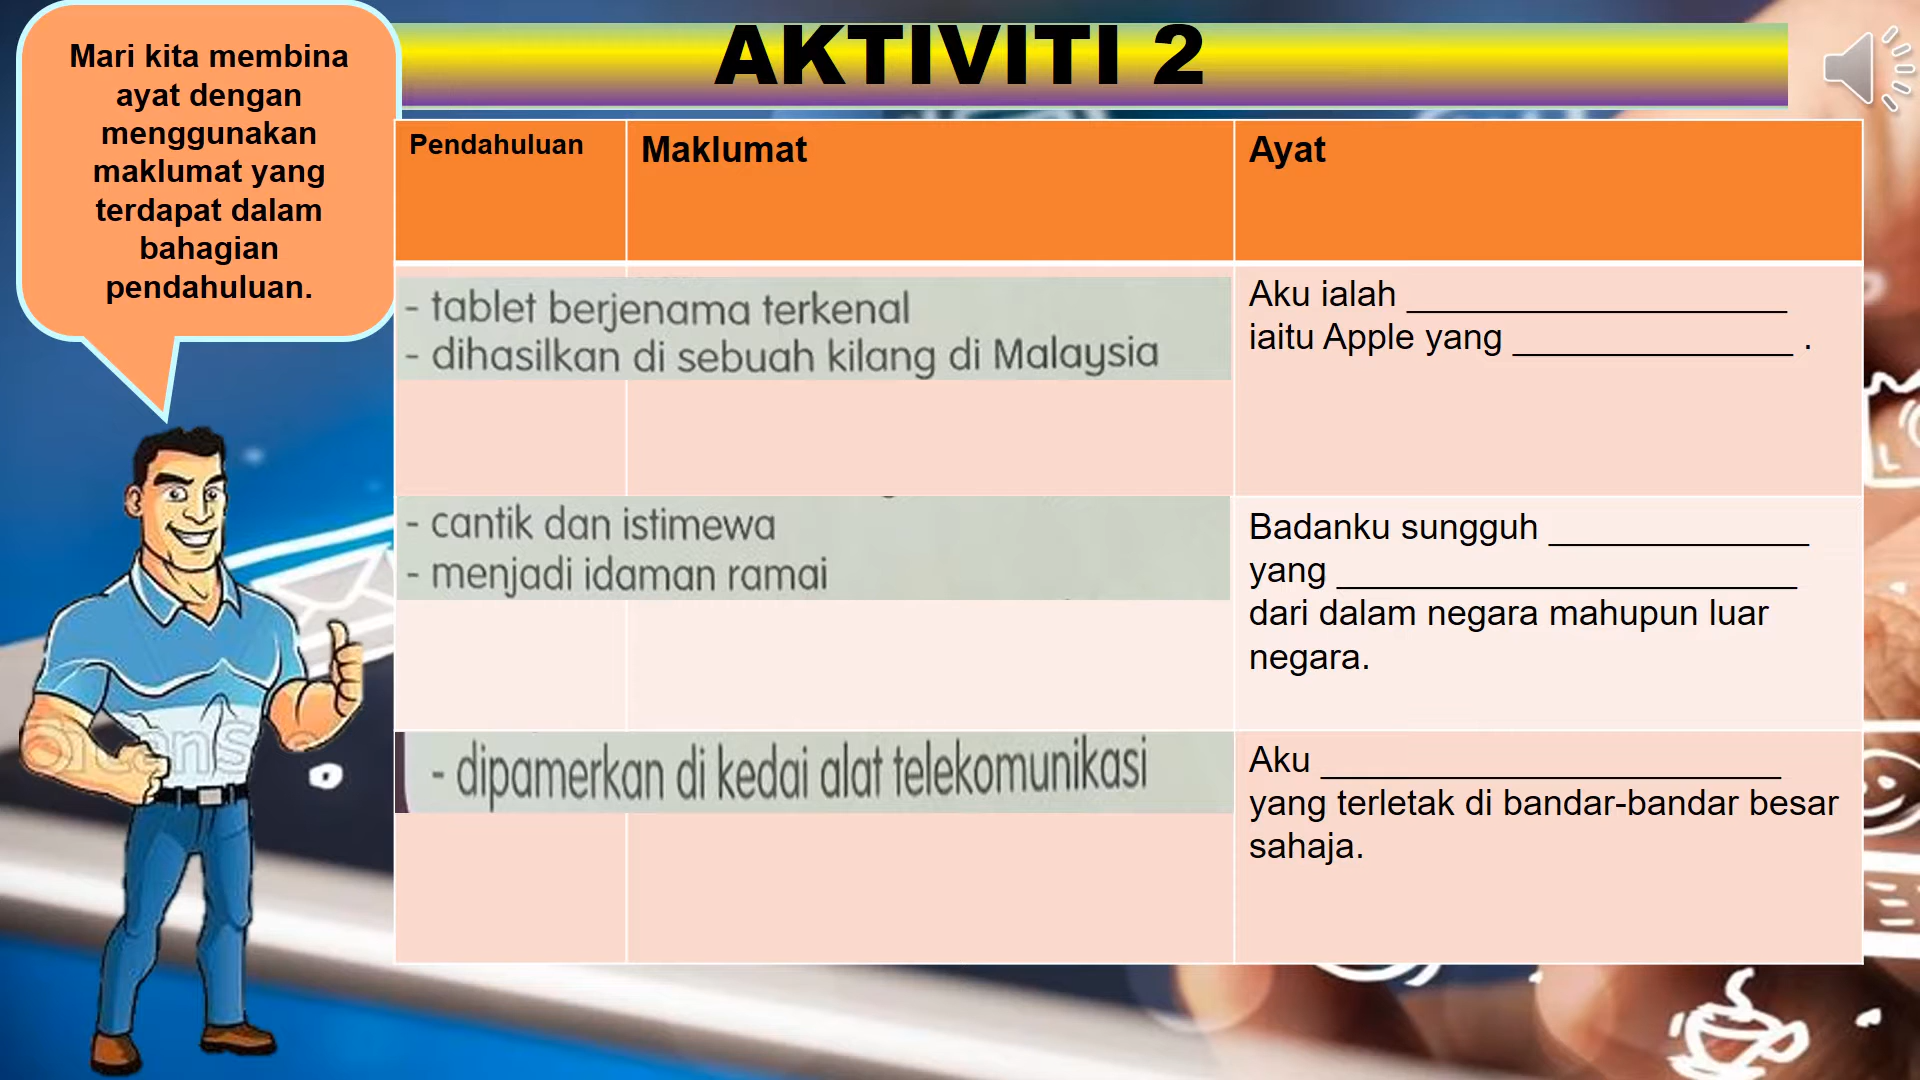 Mari kita membina
ayat dengan
menggunakan
maklumat yang
terdapat dalam
bahagian
pendahuluan.
AKTIVITI 2
Pendahuluan
Maklumat
Ayat
- tablet berjenama terkenal
- dihasilkan di sebuah kilang di Malaysia
Aku ialah ___________________
iaitu Apple yang ______________ .
- cantik dan istimewa
- menjadi idaman ramai
Badanku sungguh _____________
yang _______________________
dari dalam negara mahupun luar
negara.
- dipamerkan di kedai alat telekomunikasi
Aku _______________________
yang terletak di bandar-bandar besar
sahaja.